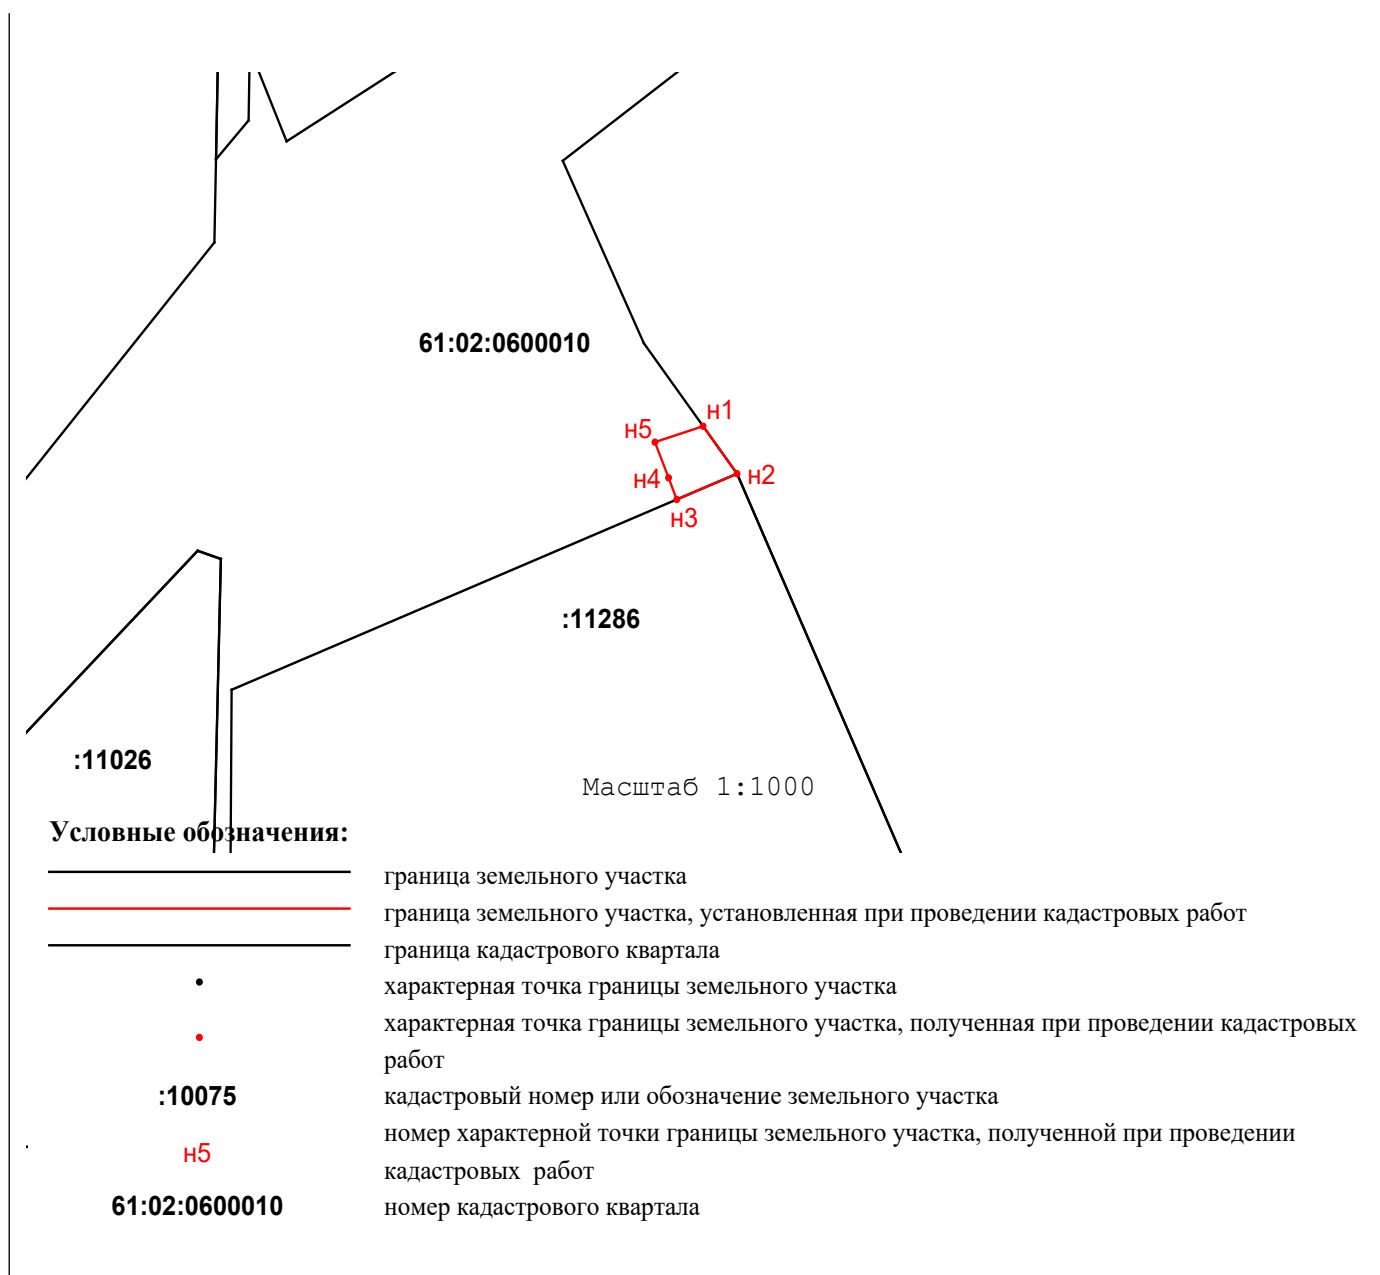 61:02:0600010
н1
н5
н4
н2
н3
:11286
:11026
Масштаб 1:1000
Условные обозначения:
граница земельного участка
граница земельного участка, установленная при проведении кадастровых работ
граница кадастрового квартала
характерная точка границы земельного участка
характерная точка границы земельного участка, полученная при проведении кадастровых
работ
:10075 кадастровый номер или обозначение земельного участка
номер характерной точки границы земельного участка, полученной при проведении
н5
кадастровых работ
61:02:0600010 номер кадастрового квартала